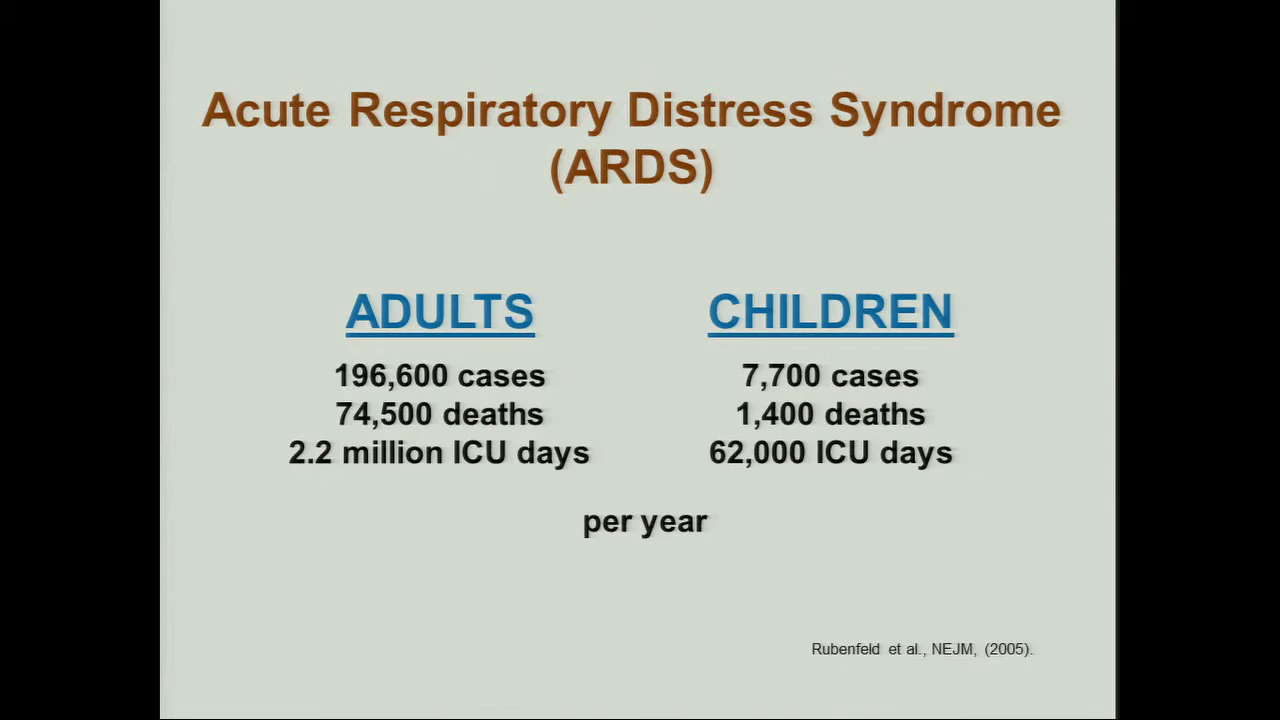 Acute Respiratory Distress Syndrome
(ARDS)
ADULTS
196,600 cases
74,500 deaths
2.2 million ICU days
CHILDREN
7,700 cases
1,400 deaths
62,000 ICU days
per year
Rubenfeld et al., NEJM, (2005).